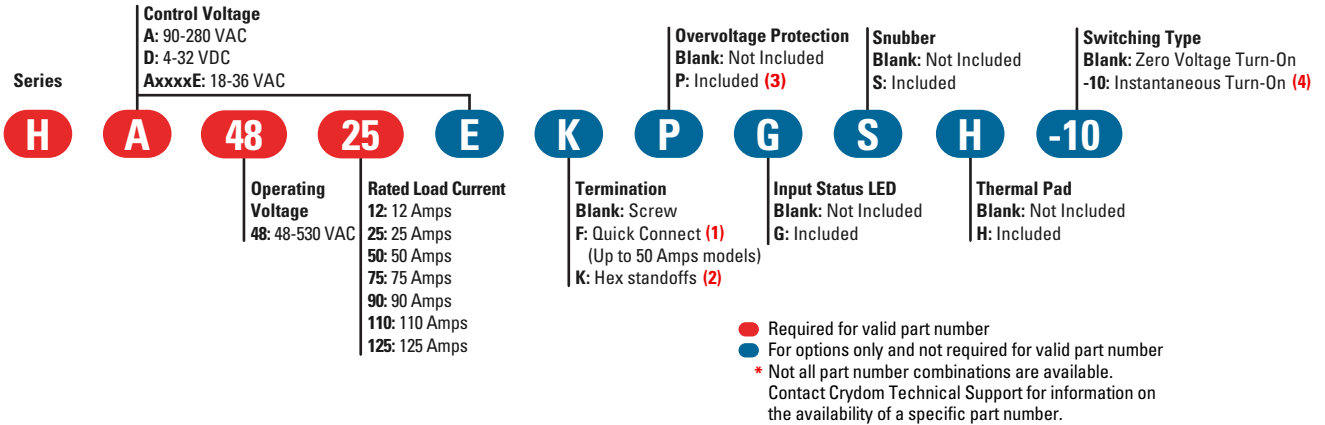 Control Voltage
A: 90-280 VAC
D: 4-32 VDC
AxxxxE: 18-36 VAC
Overvoltage Protection
Blank: Not Included
P: Included (3)
Snubber
Blank: Not Included
S: Included
Switching Type
Blank: Zero Voltage Turn-On
-10: Instantaneous Turn-On (4)
Series
H A 48 25 E K P G S H -10
Operating
Voltage
48: 48-530 VAC
Rated Load Current
12: 12 Amps
25: 25 Amps
50: 50 Amps
75: 75 Amps
90: 90 Amps
110: 110 Amps
125: 125 Amps
Termination
Blank: Screw
F: Quick Connect (1)
(Up to 50 Amps models)
K: Hex standoffs (2)
Input Status LED
Blank: Not Included
G: Included
Thermal Pad
Blank: Not Included
H: Included
Required for valid part number
For options only and not required for valid part number
* Not all part number combinations are available.
Contact Crydom Technical Support for information on
the availability of a specific part number.